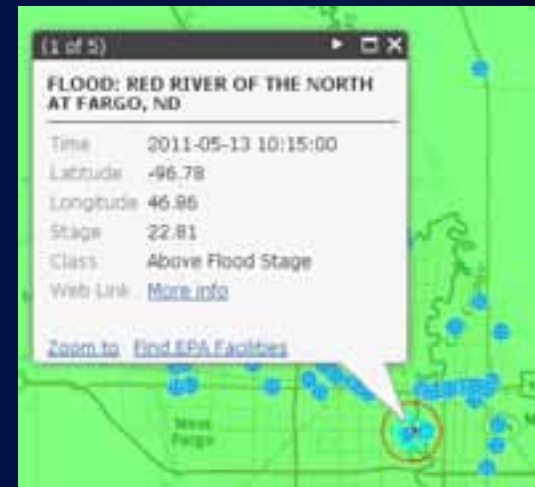 (1 of 5)
FLOOD: RED RIVER OF THE NORTH
AT FARGO, ND
Time 2011-05-13 10:15:00
Latitude -96.78
Longitude 46.86
Stage 22.81
Class Above Flood Stage
Web Link More info
Zoom to Find EPA Facilities
West
Fargo